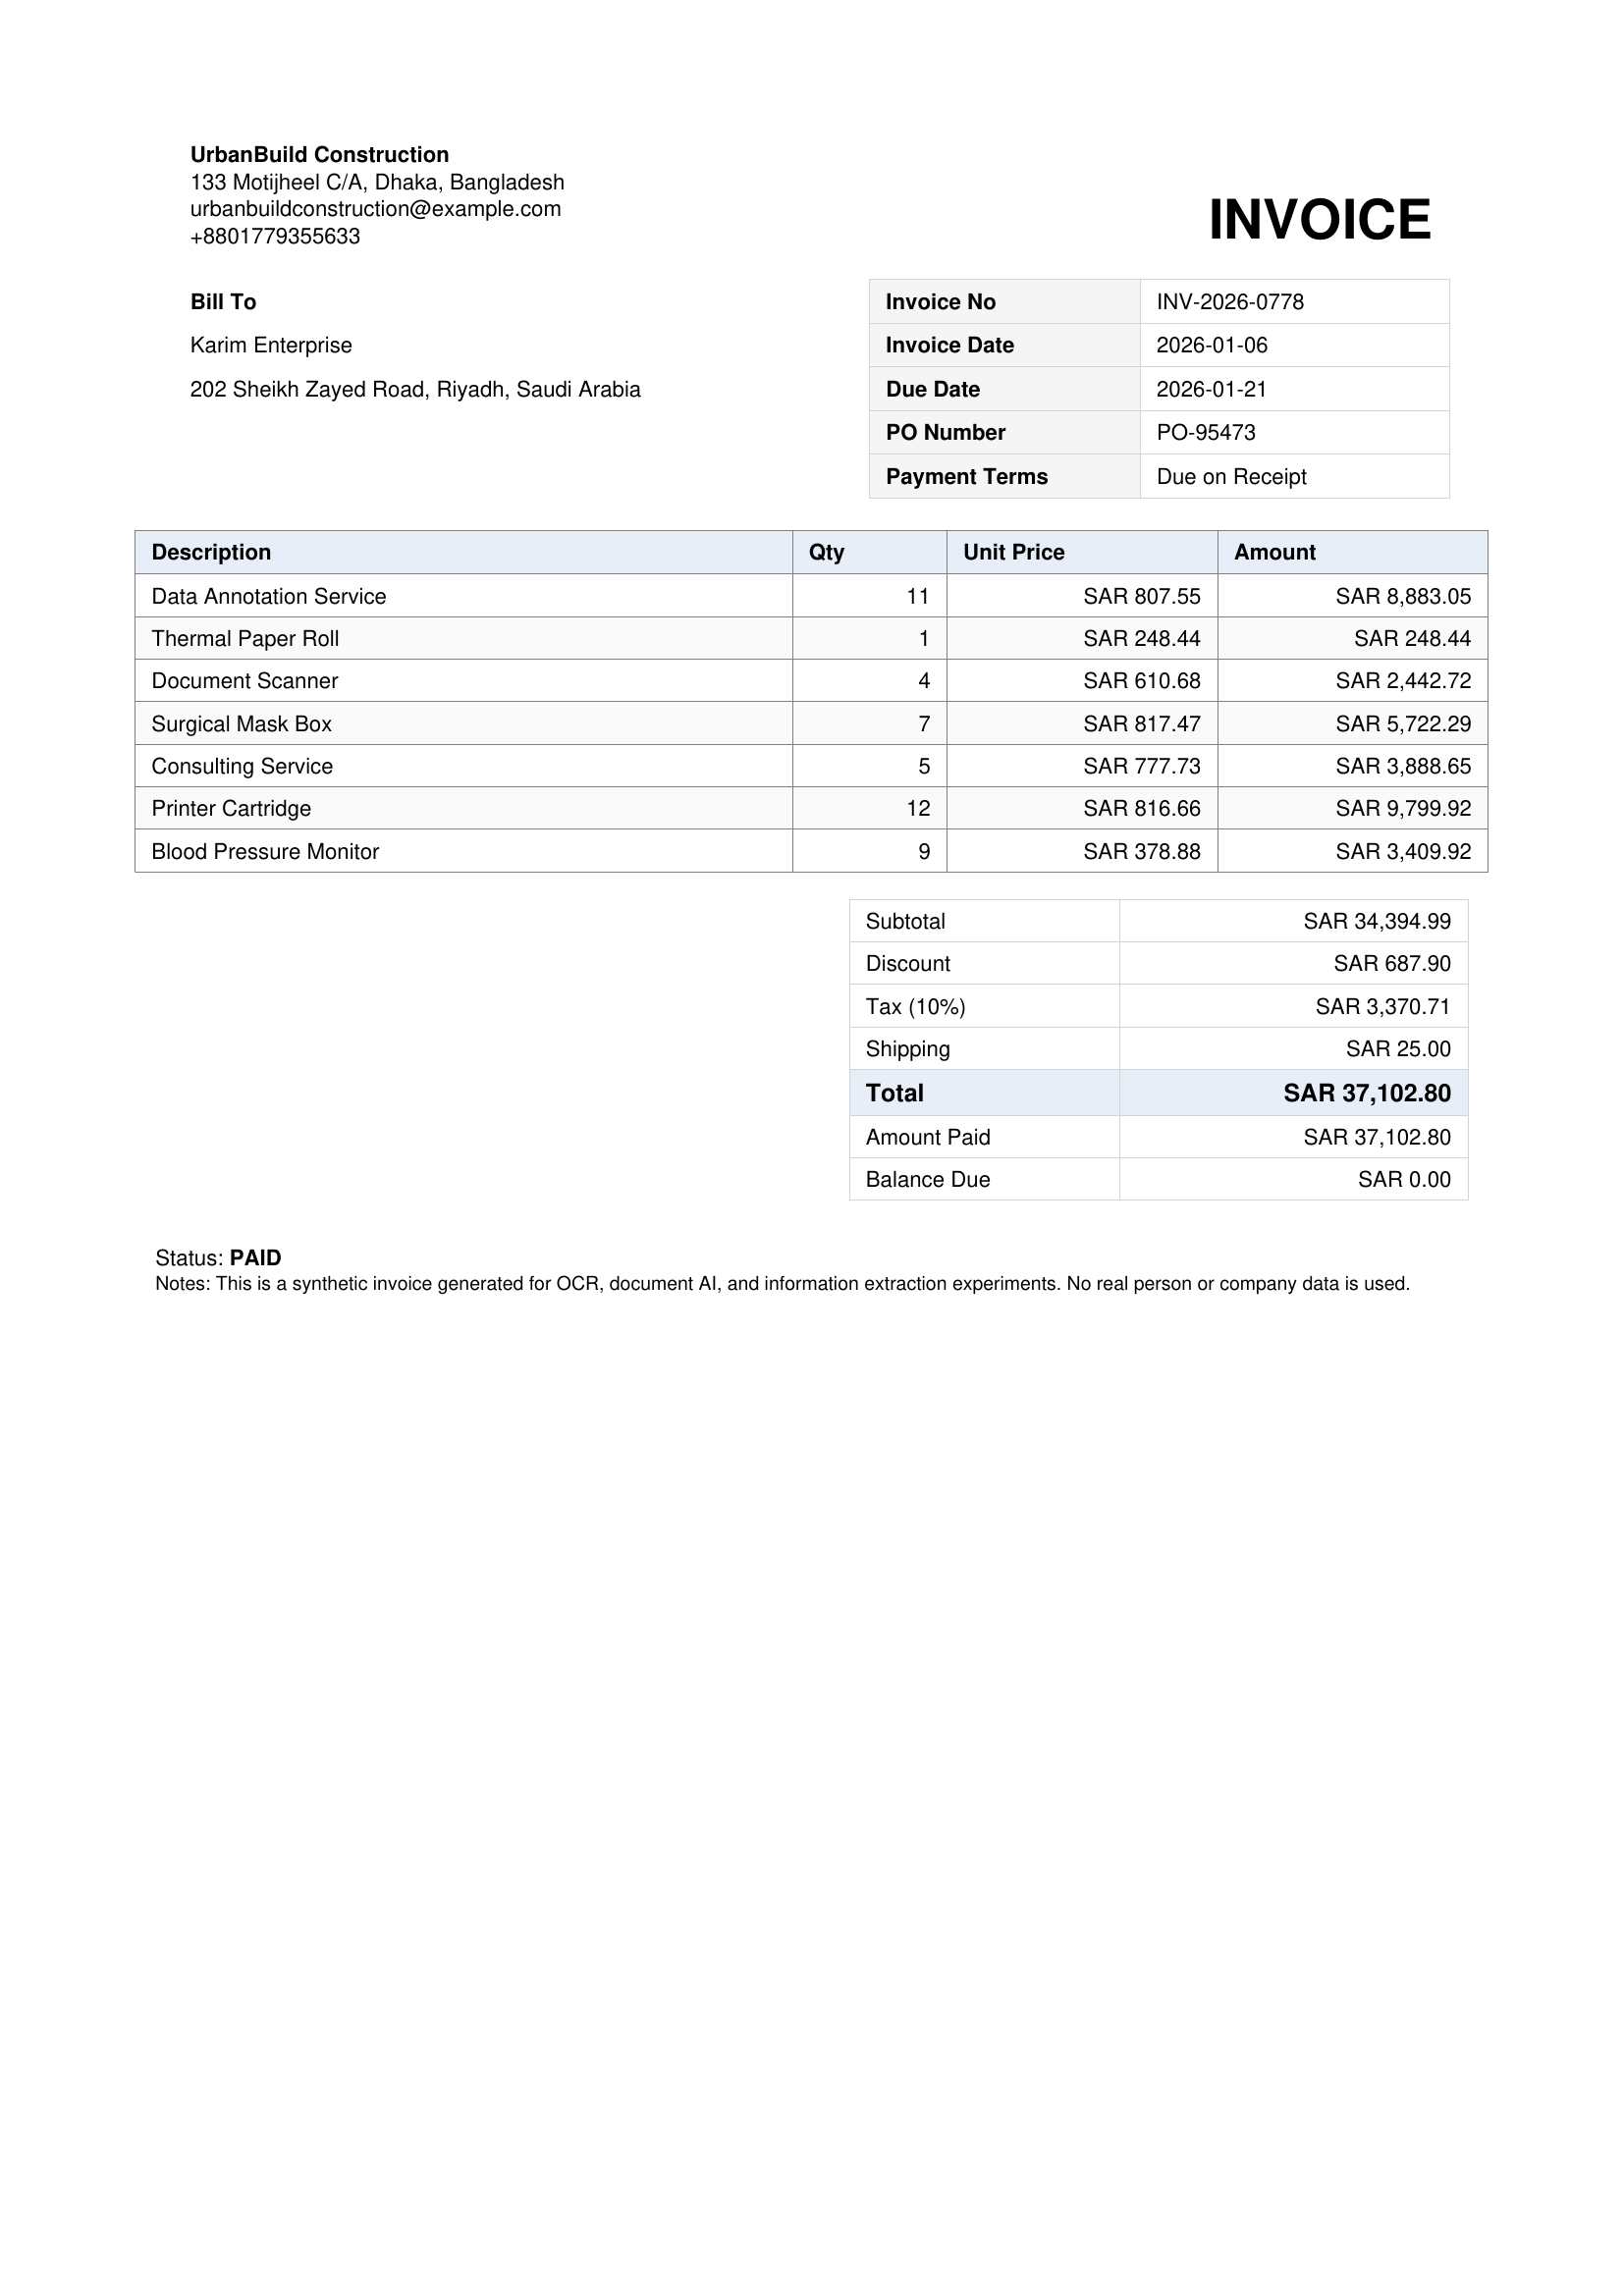 UrbanBuild Construction
133 Motijheel C/A, Dhaka, Bangladesh
urbanbuildconstruction@example.com
+8801779355633
INVOICE
Bill To
Karim Enterprise
202 Sheikh Zayed Road, Riyadh, Saudi Arabia
Invoice No INV-2026-0778
Invoice Date 2026-01-06
Due Date 2026-01-21
PO Number PO-95473
Payment Terms Due on Receipt
Description Qty Unit Price Amount
Data Annotation Service 11 SAR 807.55 SAR 8,883.05
Thermal Paper Roll 1 SAR 248.44 SAR 248.44
Document Scanner 4 SAR 610.68 SAR 2,442.72
Surgical Mask Box 7 SAR 817.47 SAR 5,722.29
Consulting Service 5 SAR 777.73 SAR 3,888.65
Printer Cartridge 12 SAR 816.66 SAR 9,799.92
Blood Pressure Monitor 9 SAR 378.88 SAR 3,409.92
Subtotal SAR 34,394.99
Discount SAR 687.90
Tax (10%) SAR 3,370.71
Shipping SAR 25.00
Total SAR 37,102.80
Amount Paid SAR 37,102.80
Balance Due SAR 0.00
Status: PAID
Notes: This is a synthetic invoice generated for OCR, document AI, and information extraction experiments. No real person or company data is used.